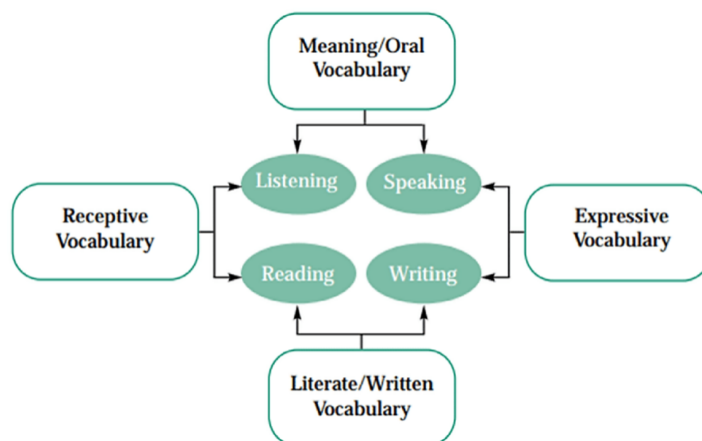 Meaning/Oral
Vocabulary
Listening
Speaking
Receptive
Vocabulary
Expressive
Vocabulary
Reading
Writing
Literate/Written
Vocabulary